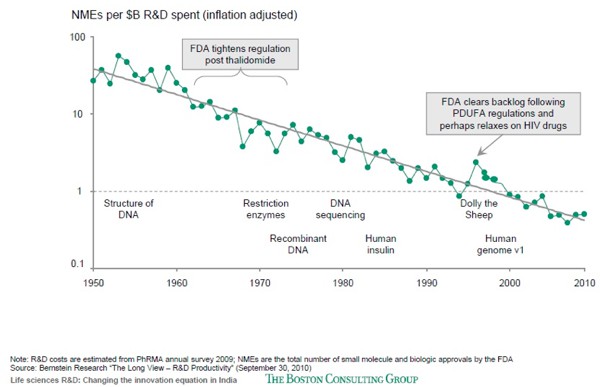 NMEs per $B R&D spent (inflation adjusted)
100
FDA tightens regulation
post thalidomide
10
FDA clears backlog following
PDUFA regulations and
perhaps relaxes on HIV drugs
1
Structure of
DNA
Restriction
enzymes
DNA
sequencing
Dolly the
Sheep
Recombinant
DNA
Human
insulin
Human
genome v1
0.1
1950 1960 1970 1980 1990 2000 2010
Note: R&D costs are estimated from PhRMA annual survey 2009; NMEs are the total number of small molecule and biologic approvals by the FDA
Source: Bernstein Research "The Long View – R&D Productivity" (September 30, 2010)
Life sciences R&D: Changing the innovation equation in India THE BOSTON CONSULTING GROUP